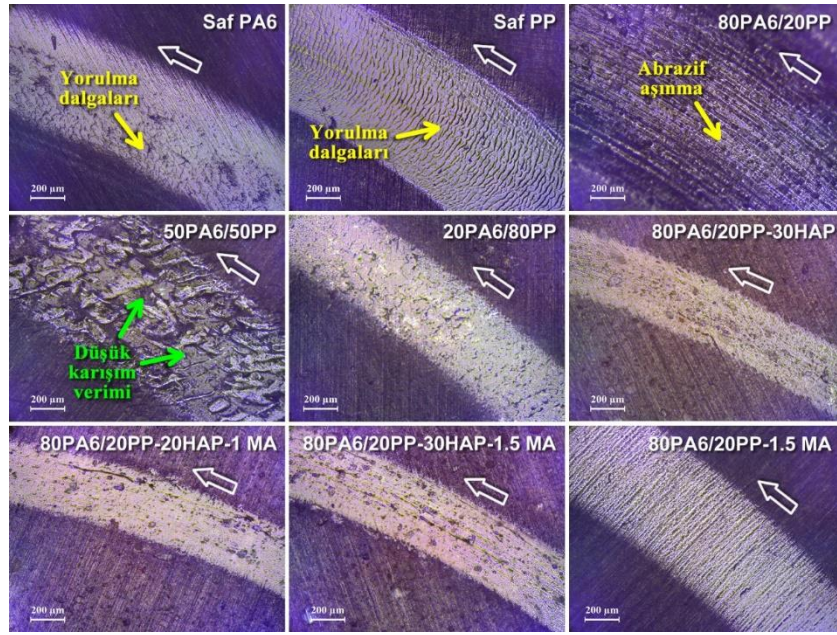 Saf PA6
Yorulma
dalgaları
200 µm
Saf PP
Yorulma
dalgaları
200 µm
80PA6/20PP
Abrazif
aşınma
200 µm
50PA6/50PP
Düşük
karışım
verimi
200 µm
20PA6/80PP
200 µm
80PA6/20PP-30HAP
200 µm
80PA6/20PP-20HAP-1 MA
200 µm
80PA6/20PP-30HAP-1.5 MA
200 µm
80PA6/20PP-1.5 MA
200 µm